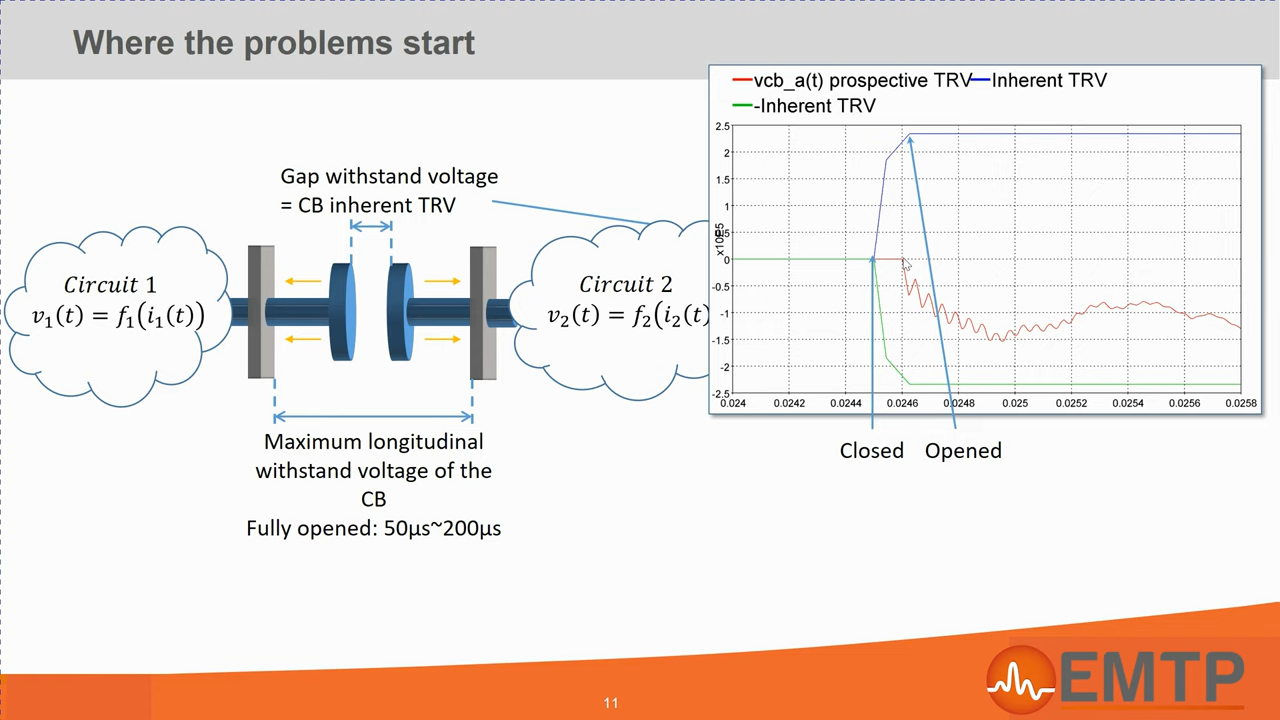 Where the problems start
Gap withstand voltage
= CB inherent TRV
Circuit 1
v₁(t) = f₁(i₁(t))
Circuit 2
v₂(t) = f₂(i₂(t)
Maximum longitudinal
withstand voltage of the
CB
Fully opened: 50μs~200μs
vcb_a(t) prospective TRV
Inherent TRV
-Inherent TRV
2.5
2
1.5
1
0.5
0
-0.5
-1
-1.5
-2
-2.5
0.024
0.0242
0.0244
0.0246
0.0248
0.025
0.0252
0.0254
0.0256
0.0258
Closed
Opened
11
EMTP